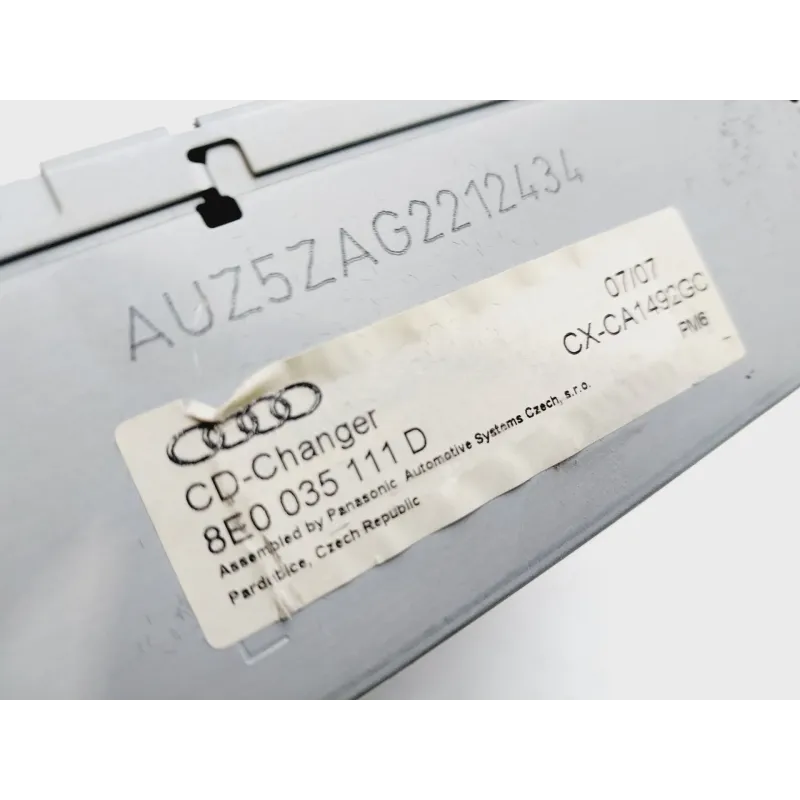 AUZ5ZAG2212434
07/07
CX-CA1492GC
PM6
CD-Changer
8E0 035 111 D
Assembled by Panasonic Automotive Systems Czech, s.r.o.
Pardubice, Czech Republic